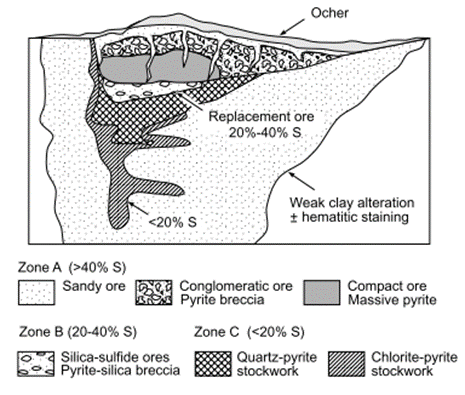 Ocher
Replacement ore
20%-40% S
Weak clay alteration
± hematitic staining
<20% S
Zone A (>40% S)
Sandy ore
Conglomeratic ore
Pyrite breccia
Compact ore
Massive pyrite
Zone B (20-40% S)
Zone C (<20% S)
Silica-sulfide ores
Pyrite-silica breccia
Quartz-pyrite
stockwork
Chlorite-pyrite
stockwork